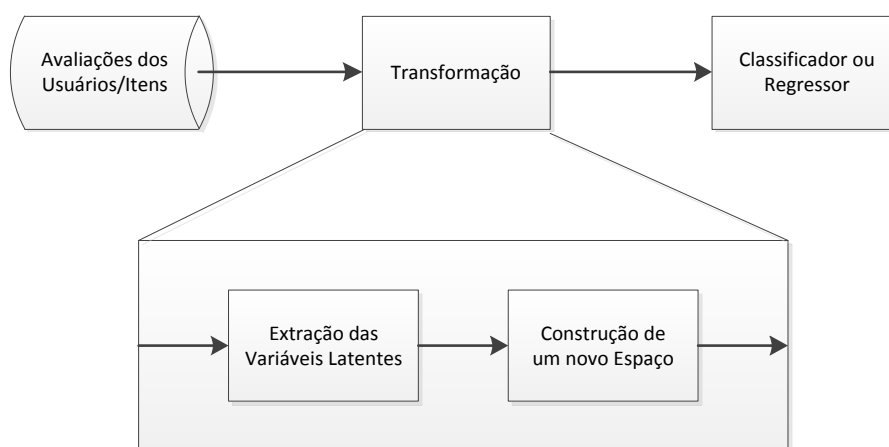 Avaliações dos
Usuários/Itens
Transformação
Classificador ou
Regressor
Extração das
Variáveis Latentes
Construção de
um novo Espaço